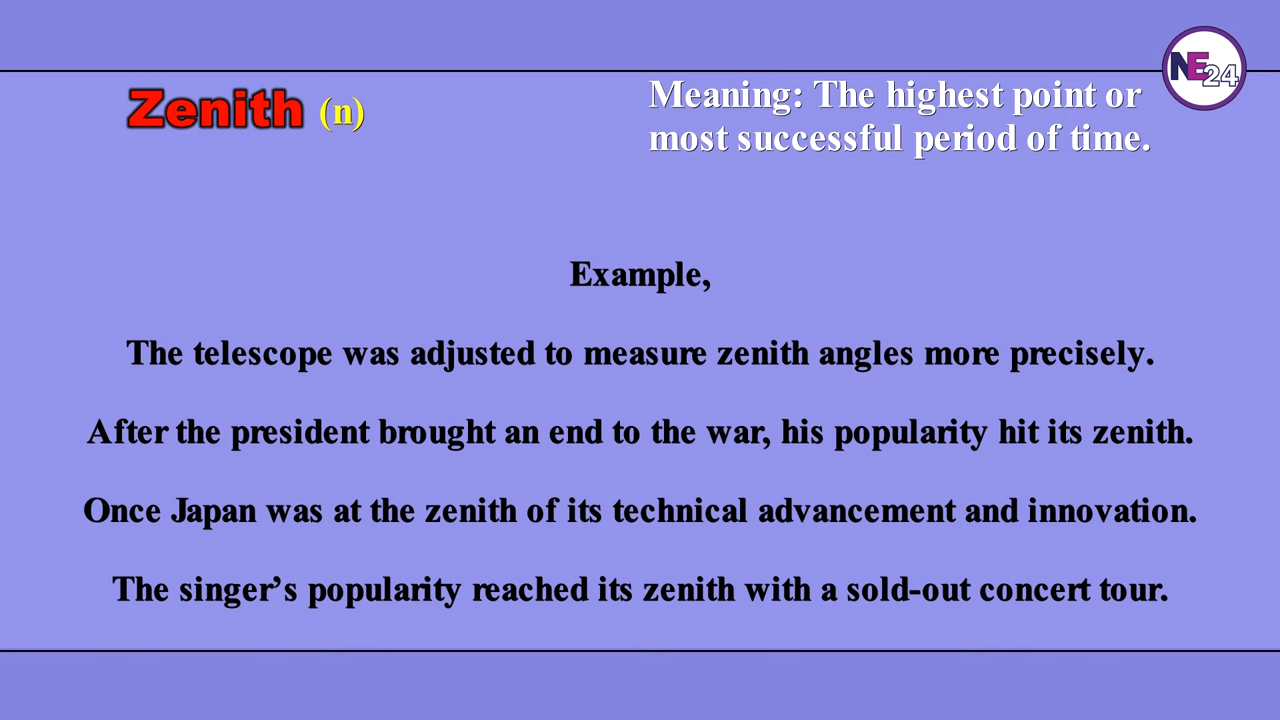 Zenith (n)
Meaning: The highest point or
most successful period of time.
NE24
Example,
The telescope was adjusted to measure zenith angles more precisely.
After the president brought an end to the war, his popularity hit its zenith.
Once Japan was at the zenith of its technical advancement and innovation.
The singer’s popularity reached its zenith with a sold-out concert tour.